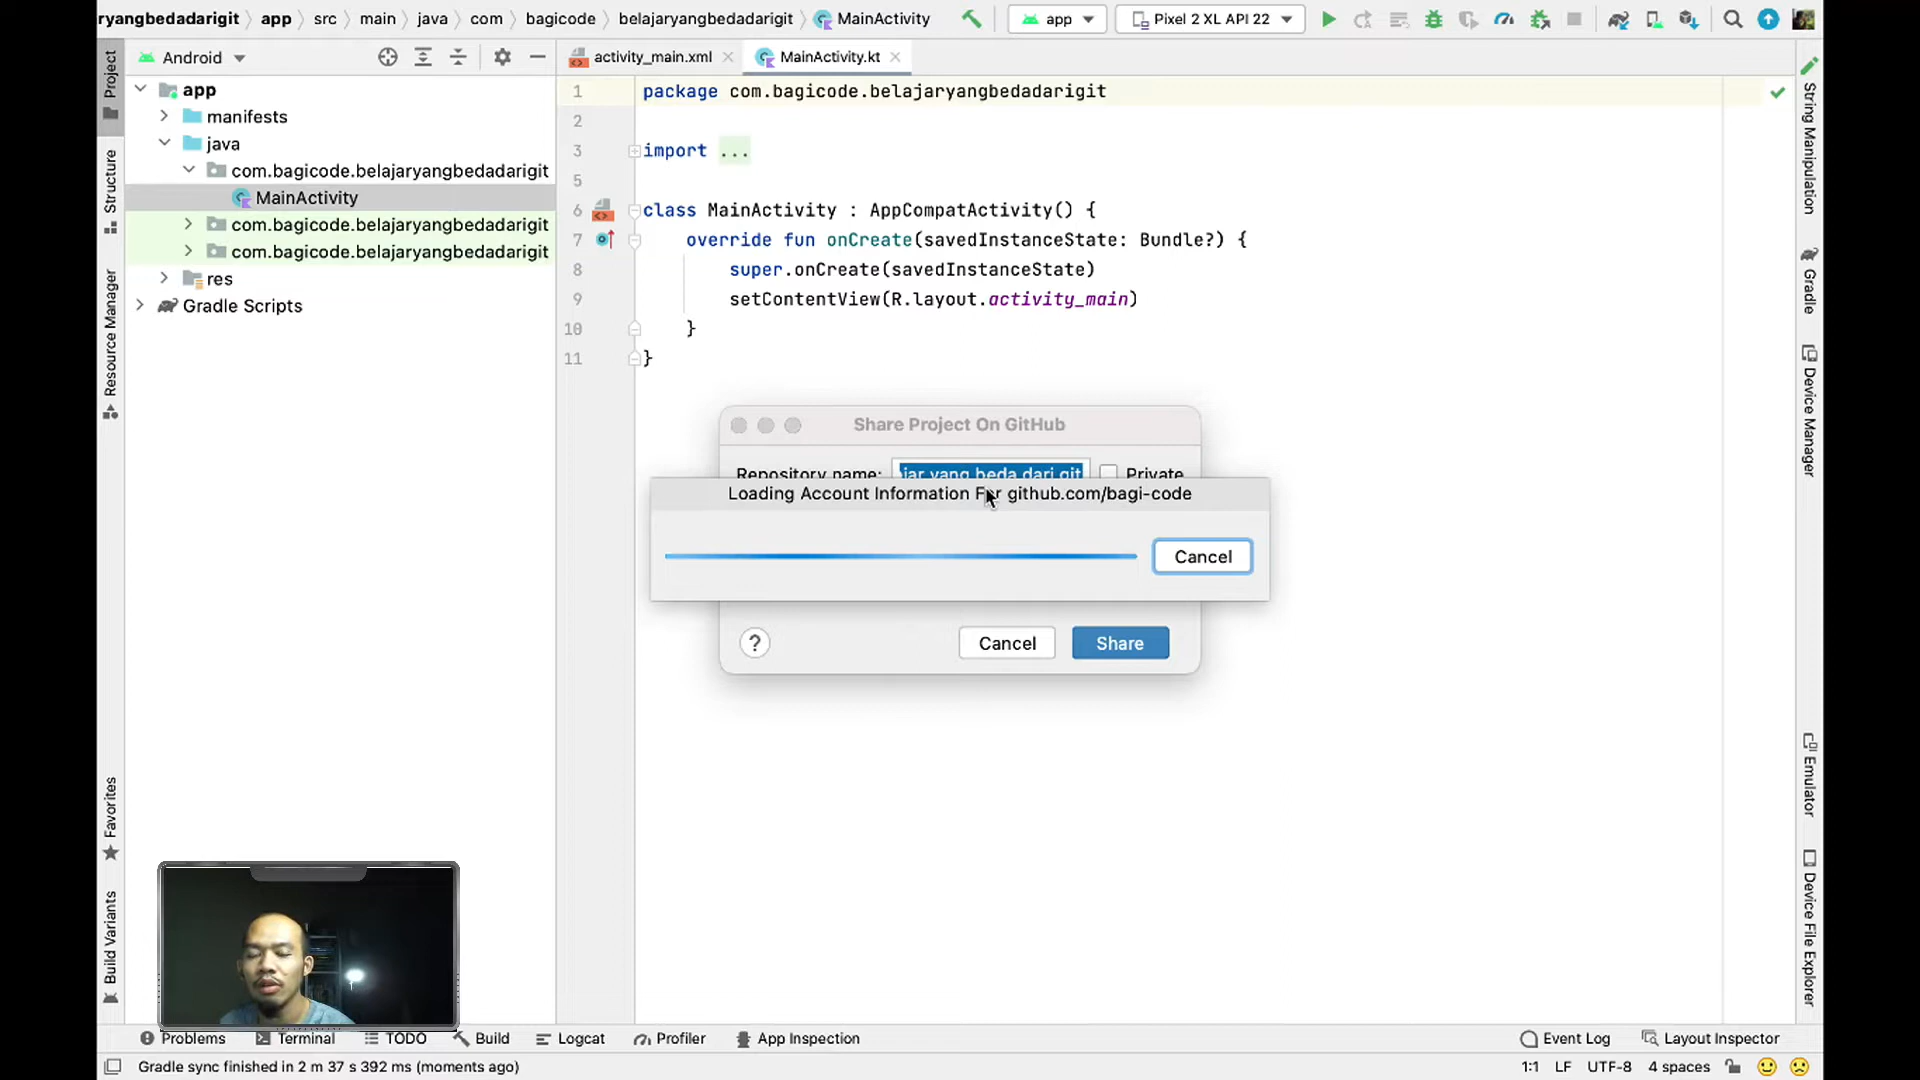 ryangbedadarigit
app
src
main
java
com
bagicode
belajaryangbedadarigit
MainActivity
app
Pixel 2 XL API 22
Project
Android
activity_main.xml
MainActivity.kt
app
manifests
java
com.bagicode.belajaryangbedadarigit
MainActivity
com.bagicode.belajaryangbedadarigit
com.bagicode.belajaryangbedadarigit
res
Gradle Scripts
Structure
Resource Manager
Favorites
Build Variants
1 package com.bagicode.belajaryangbedadarigit
2
3 import ...
5
6 class MainActivity : AppCompatActivity() {
7 override fun onCreate(savedInstanceState: Bundle?) {
8 super.onCreate(savedInstanceState)
9 setContentView(R.layout.activity_main)
10 }
11 }
Share Project On GitHub
Repository name: jar yang beda dari git Private
Loading Account Information For github.com/bagi-code
Cancel
?
Cancel
Share
String Manipulation
Gradle
Device Manager
Emulator
Device File Explorer
Problems
Terminal
TODO
Build
Logcat
Profiler
App Inspection
Event Log
Layout Inspector
Gradle sync finished in 2 m 37 s 392 ms (moments ago)
1:1
LF
UTF-8
4 spaces